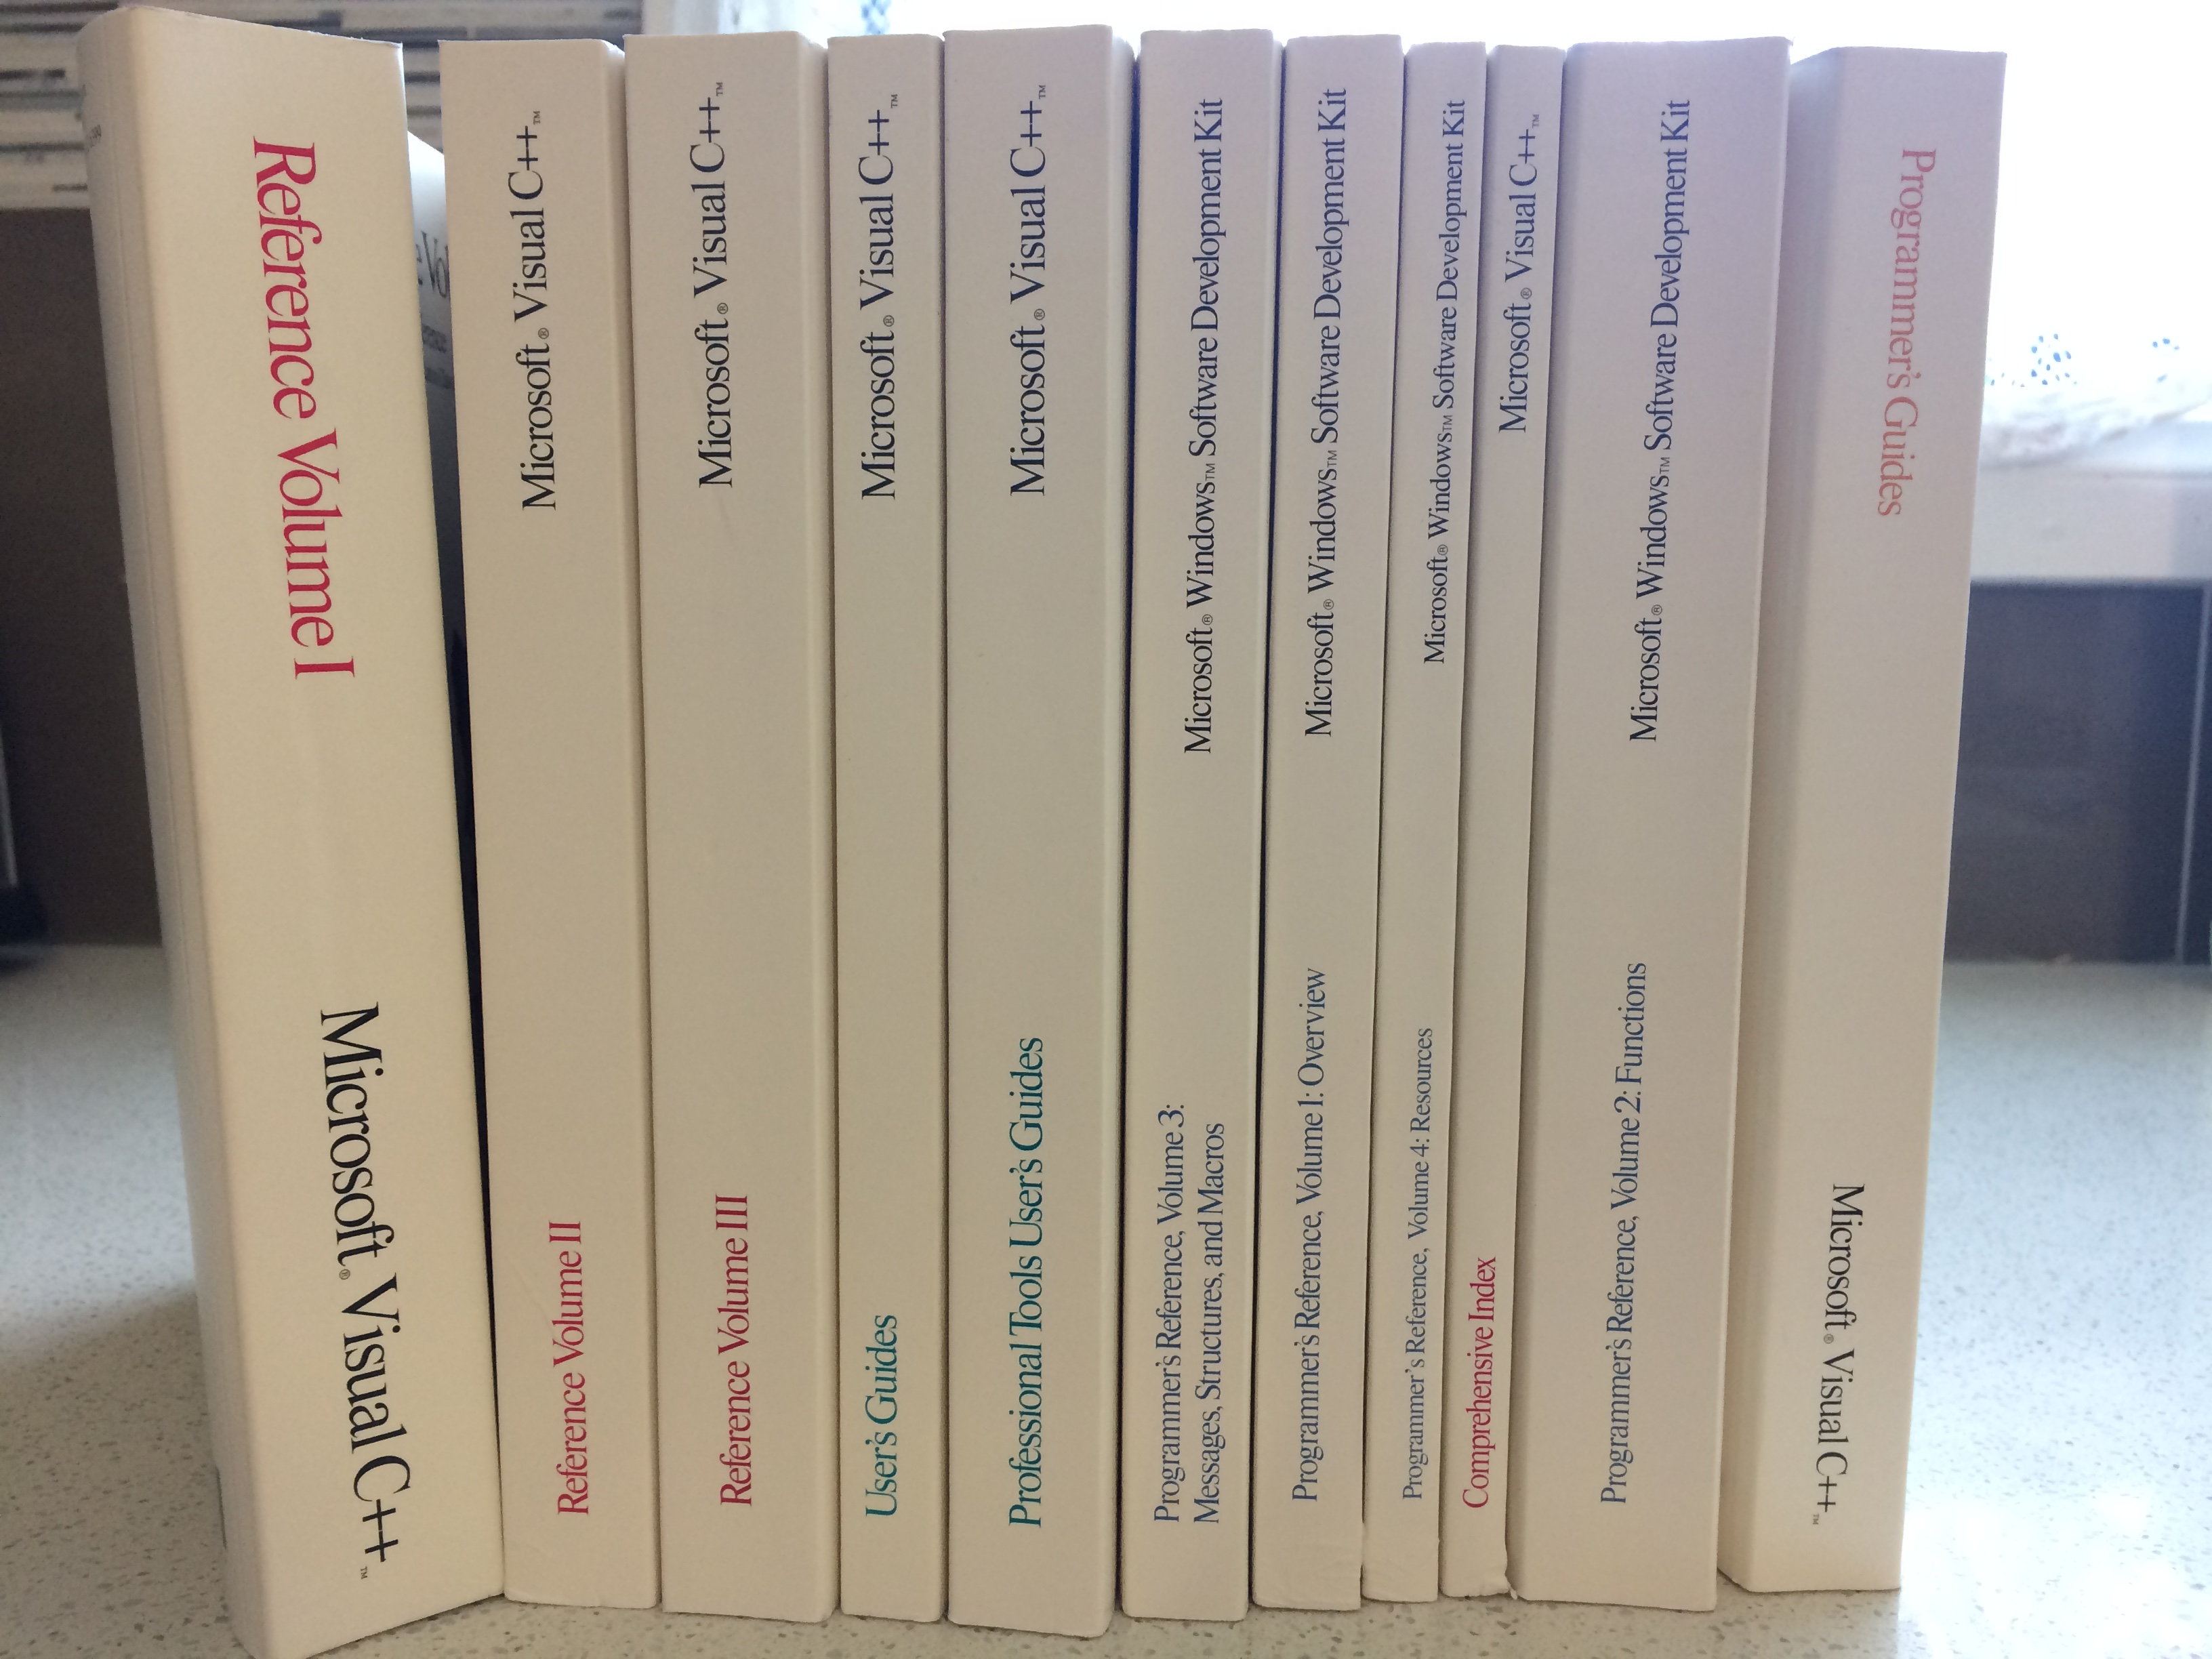 Reference Volume I
Microsoft® Visual C++™
Microsoft® Visual C++™
Reference Volume II
Microsoft® Visual C++™
Reference Volume III
Microsoft® Visual C++™
User's Guides
Microsoft® Visual C++™
Professional Tools User's Guides
Microsoft® Windows™ Software Development Kit
Programmer's Reference, Volume 3:
Messages, Structures, and Macros
Microsoft® Windows™ Software Development Kit
Programmer's Reference, Volume 1: Overview
Microsoft® Windows™ Software Development Kit
Programmer's Reference, Volume 4: Resources
Microsoft® Visual C++™
Comprehensive Index
Microsoft® Windows™ Software Development Kit
Programmer's Reference, Volume 2: Functions
Programmer's Guides
Microsoft® Visual C++™